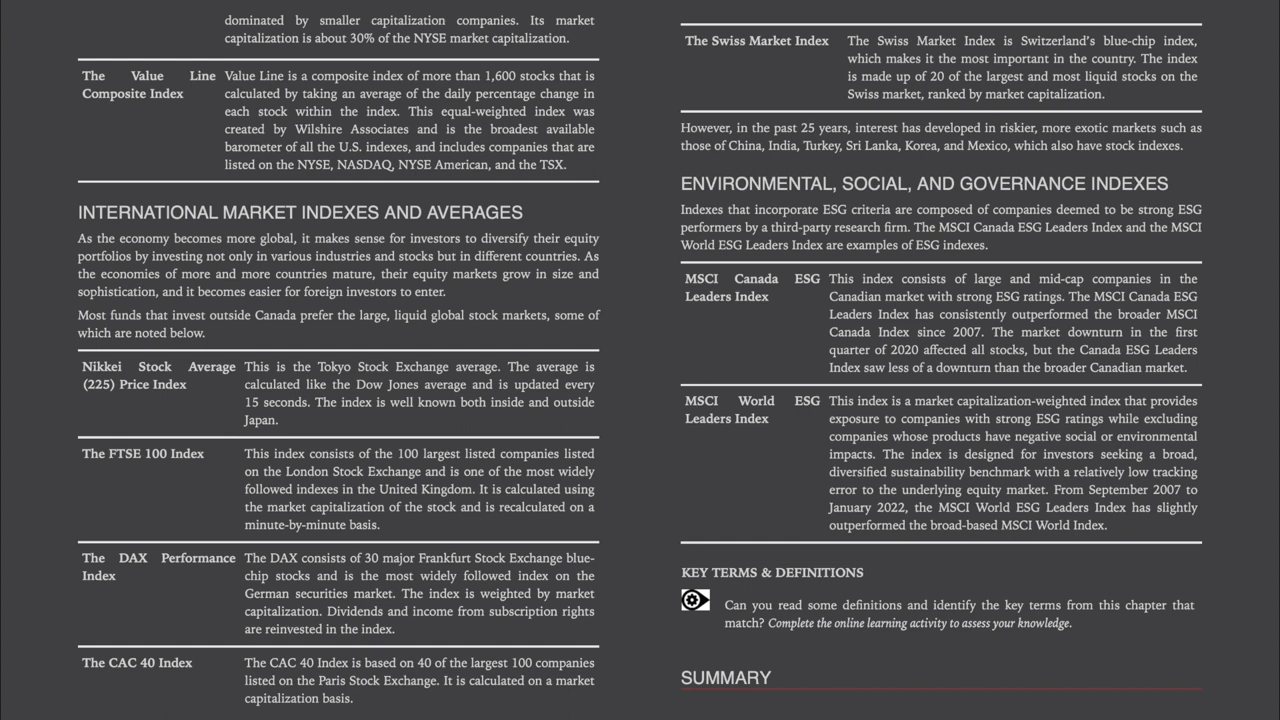 dominated by smaller capitalization companies. Its market
capitalization is about 30% of the NYSE market capitalization.
The Value Line Composite Index
Value Line is a composite index of more than 1,600 stocks that is
calculated by taking an average of the daily percentage change in
each stock within the index. This equal-weighted index was
created by Wilshire Associates and is the broadest available
barometer of all the U.S. indexes, and includes companies that are
listed on the NYSE, NASDAQ, NYSE American, and the TSX.
INTERNATIONAL MARKET INDEXES AND AVERAGES
As the economy becomes more global, it makes sense for investors to diversify their equity
portfolios by investing not only in various industries and stocks but in different countries. As
the economies of more and more countries mature, their equity markets grow in size and
sophistication, and it becomes easier for foreign investors to enter.
Most funds that invest outside Canada prefer the large, liquid global stock markets, some of
which are noted below.
Nikkei Stock Average
(225) Price Index
This is the Tokyo Stock Exchange average. The average is
calculated like the Dow Jones average and is updated every
15 seconds. The index is well known both inside and outside
Japan.
The FTSE 100 Index
This index consists of the 100 largest listed companies listed
on the London Stock Exchange and is one of the most widely
followed indexes in the United Kingdom. It is calculated using
the market capitalization of the stock and is recalculated on a
minute-by-minute basis.
The DAX Performance
Index
The DAX consists of 30 major Frankfurt Stock Exchange blue-
chip stocks and is the most widely followed index on the
German securities market. The index is weighted by market
capitalization. Dividends and income from subscription rights
are reinvested in the index.
The CAC 40 Index
The CAC 40 Index is based on 40 of the largest 100 companies
listed on the Paris Stock Exchange. It is calculated on a market
capitalization basis.
The Swiss Market Index
The Swiss Market Index is Switzerland's blue-chip index,
which makes it the most important in the country. The index
is made up of 20 of the largest and most liquid stocks on the
Swiss market, ranked by market capitalization.
However, in the past 25 years, interest has developed in riskier, more exotic markets such as
those of China, India, Turkey, Sri Lanka, Korea, and Mexico, which also have stock indexes.
ENVIRONMENTAL, SOCIAL, AND GOVERNANCE INDEXES
Indexes that incorporate ESG criteria are composed of companies deemed to be strong ESG
performers by a third-party research firm. The MSCI Canada ESG Leaders Index and the MSCI
World ESG Leaders Index are examples of ESG indexes.
MSCI Canada ESG
Leaders Index
This index consists of large and mid-cap companies in the
Canadian market with strong ESG ratings. The MSCI Canada ESG
Leaders Index has consistently outperformed the broader MSCI
Canada Index since 2007. The market downturn in the first
quarter of 2020 affected all stocks, but the Canada ESG Leaders
Index saw less of a downturn than the broader Canadian market.
MSCI World ESG
Leaders Index
This index is a market capitalization-weighted index that provides
exposure to companies with strong ESG ratings while excluding
companies whose products have negative social or environmental
impacts. The index is designed for investors seeking a broad,
diversified sustainability benchmark with a relatively low tracking
error to the underlying equity market. From September 2007 to
January 2022, the MSCI World ESG Leaders Index has slightly
outperformed the broad-based MSCI World Index.
KEY TERMS & DEFINITIONS
Can you read some definitions and identify the key terms from this chapter that
match? Complete the online learning activity to assess your knowledge.
SUMMARY